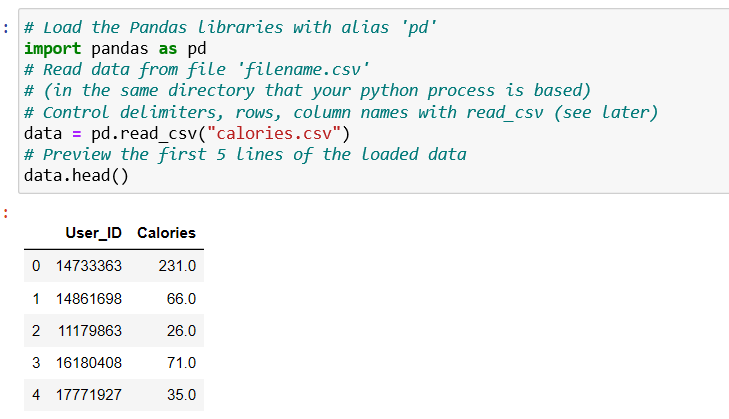 : # Load the Pandas libraries with alias 'pd'
import pandas as pd
# Read data from file 'filename.csv'
# (in the same directory that your python process is based)
# Control delimiters, rows, column names with read_csv (see later)
data = pd.read_csv("calories.csv")
# Preview the first 5 lines of the loaded data
data.head()
:
User_ID Calories
0 14733363 231.0
1 14861698 66.0
2 11179863 26.0
3 16180408 71.0
4 17771927 35.0